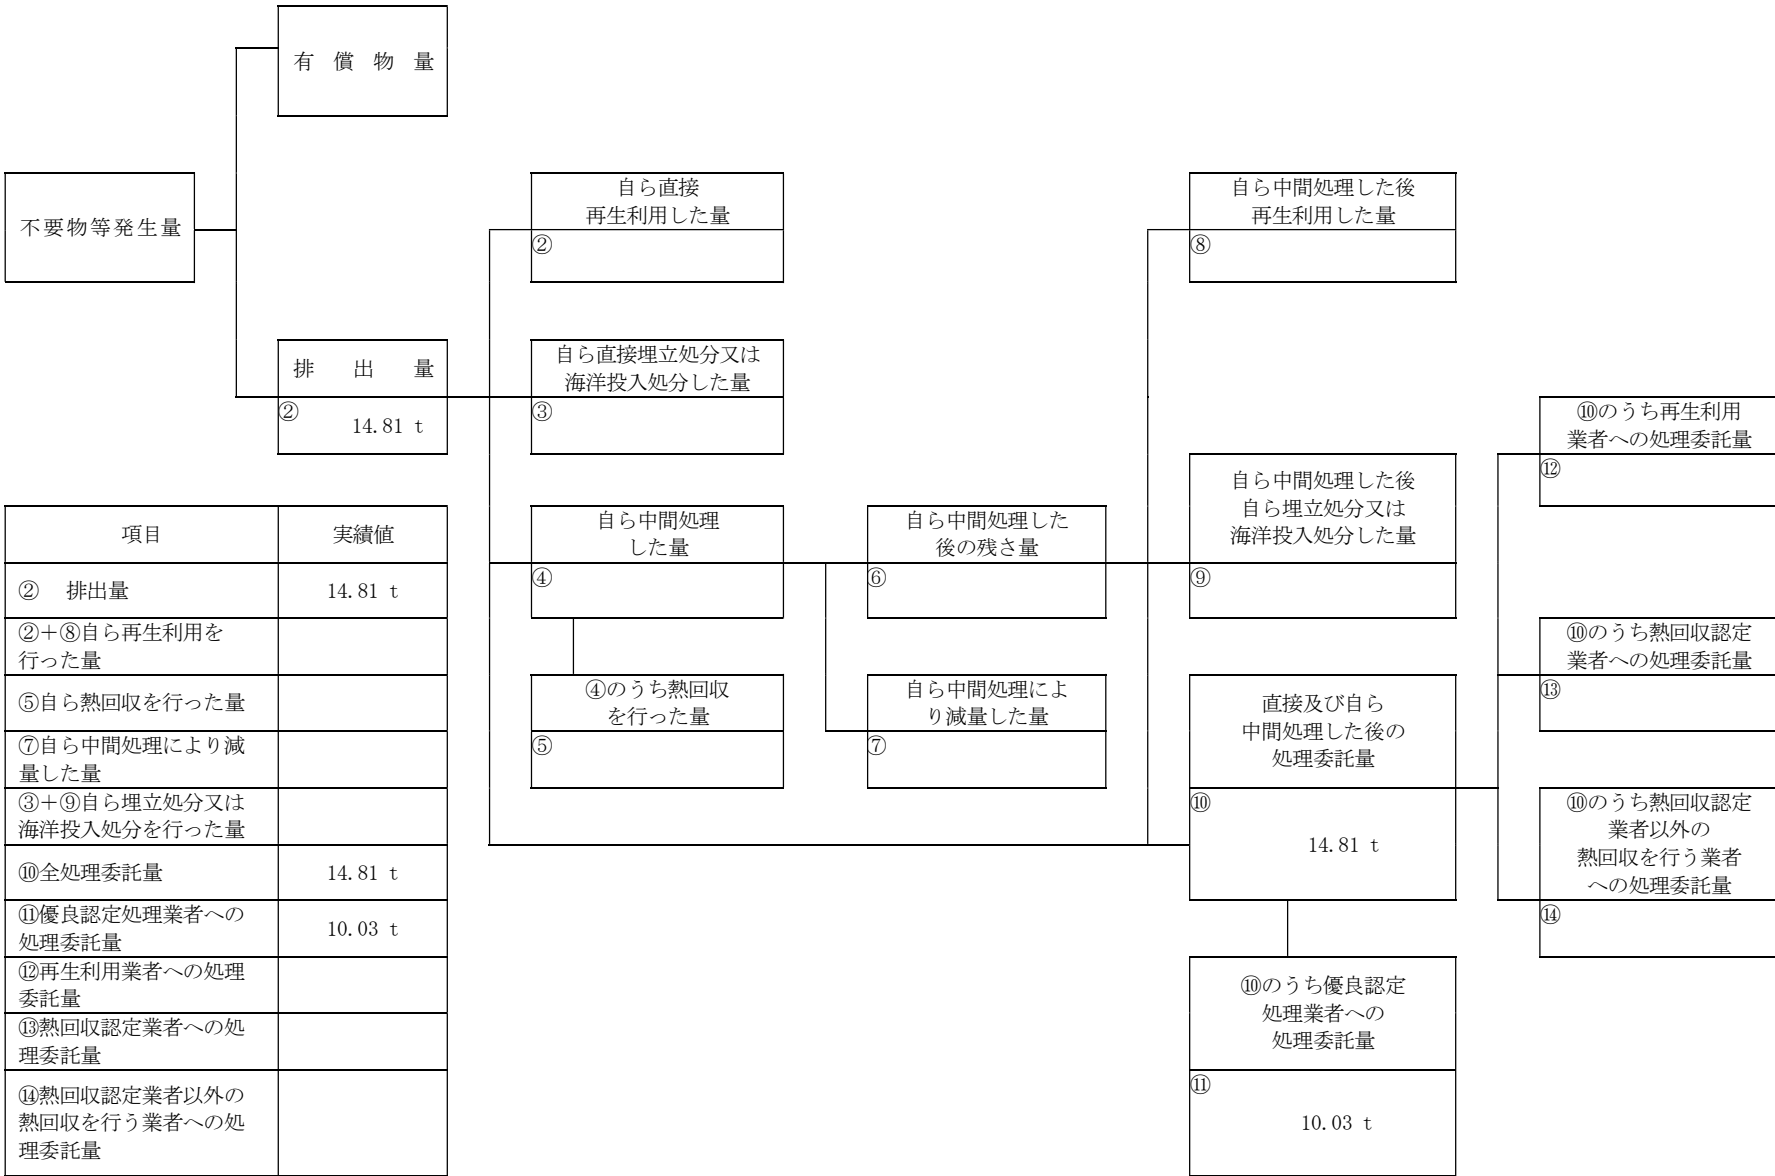 有　償　物　量
不要物等発生量
自ら直接
再生利用した量
②
自ら中間処理した後
再生利用した量
⑧
排　出　量
②
14.81 t
自ら直接埋立処分又は
海洋投入処分した量
③
⑩のうち再生利用
業者への処理委託量
⑫
自ら中間処理した後
自ら埋立処分又は
海洋投入処分した量
⑨
自ら中間処理
した量
④
自ら中間処理した
後の残さ量
⑥
⑩のうち熱回収認定
業者への処理委託量
⑬
④のうち熱回収
を行った量
⑤
自ら中間処理によ
り減量した量
⑦
直接及び自ら
中間処理した後の
処理委託量
⑩
14.81 t
⑩のうち熱回収認定
業者以外の
熱回収を行う業者
への処理委託量
⑭
⑩のうち優良認定
処理業者への
処理委託量
⑪
10.03 t
項目　実績値
②　排出量　14.81 t
②＋⑧自ら再生利用を
行った量
⑤自ら熱回収を行った量
⑦自ら中間処理により減
量した量
③＋⑨自ら埋立処分又は
海洋投入処分を行った量
⑩全処理委託量　14.81 t
⑪優良認定処理業者への
処理委託量　10.03 t
⑫再生利用業者への処理
委託量
⑬熱回収認定業者への処
理委託量
⑭熱回収認定業者以外の
熱回収を行う業者への処
理委託量